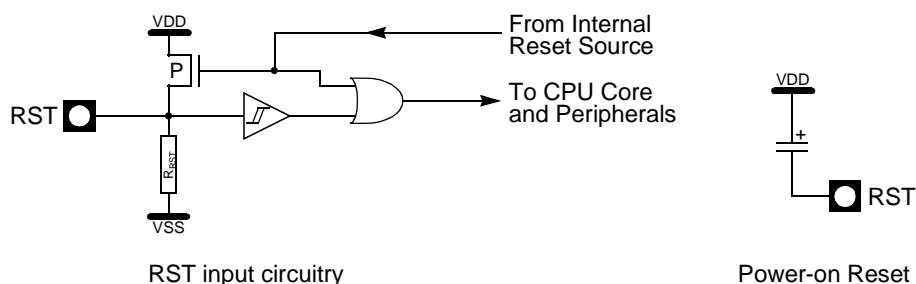 VDD
From Internal
Reset Source
P
To CPU Core
and Peripherals
RST
RRST
VSS
VDD
+
RST
RST input circuitry
Power-on Reset